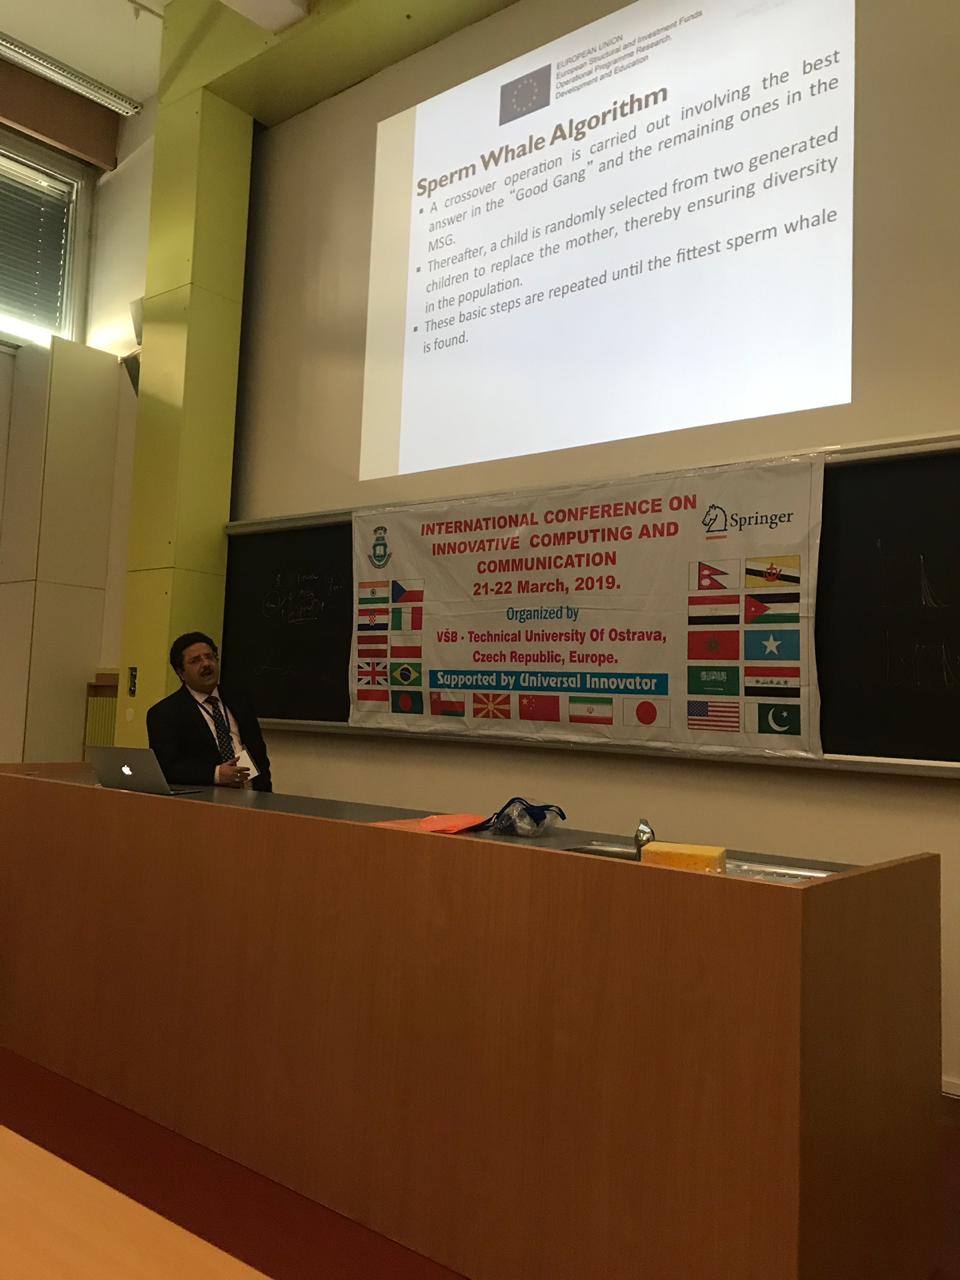 EUROPEAN UNION
European Structural and Investment Funds
Operational Programme Research,
Development and Education
Sperm Whale Algorithm
▪ A crossover operation is carried out involving the best
answer in the “Good Gang” and the remaining ones in the
MSG.
▪ Thereafter, a child is randomly selected from two generated
children to replace the mother, thereby ensuring diversity
in the population.
▪ These basic steps are repeated until the fittest sperm whale
is found.
INTERNATIONAL CONFERENCE ON
INNOVATIVE COMPUTING AND
COMMUNICATION
21-22 March, 2019.
Springer
Organized by
VŠB - Technical University Of Ostrava,
Czech Republic, Europe.
Supported by Universal Innovator